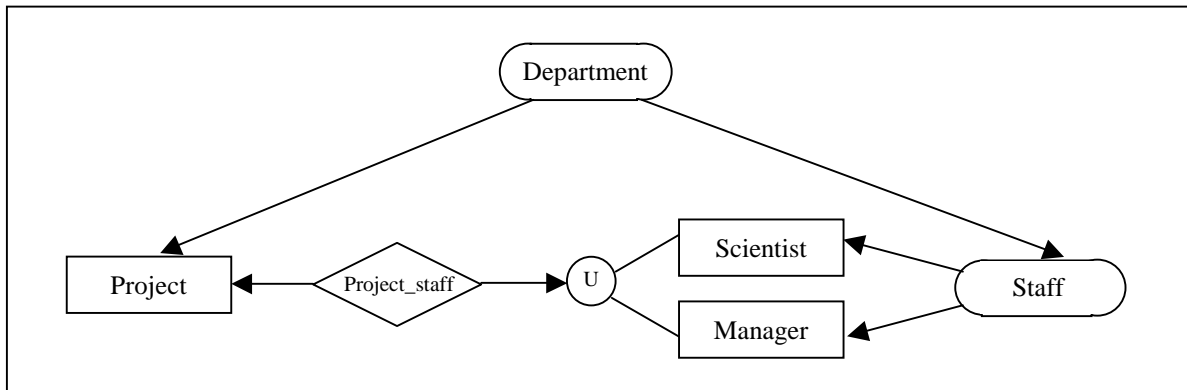 Department
Scientist
Project
Project_staff
U
Staff
Manager